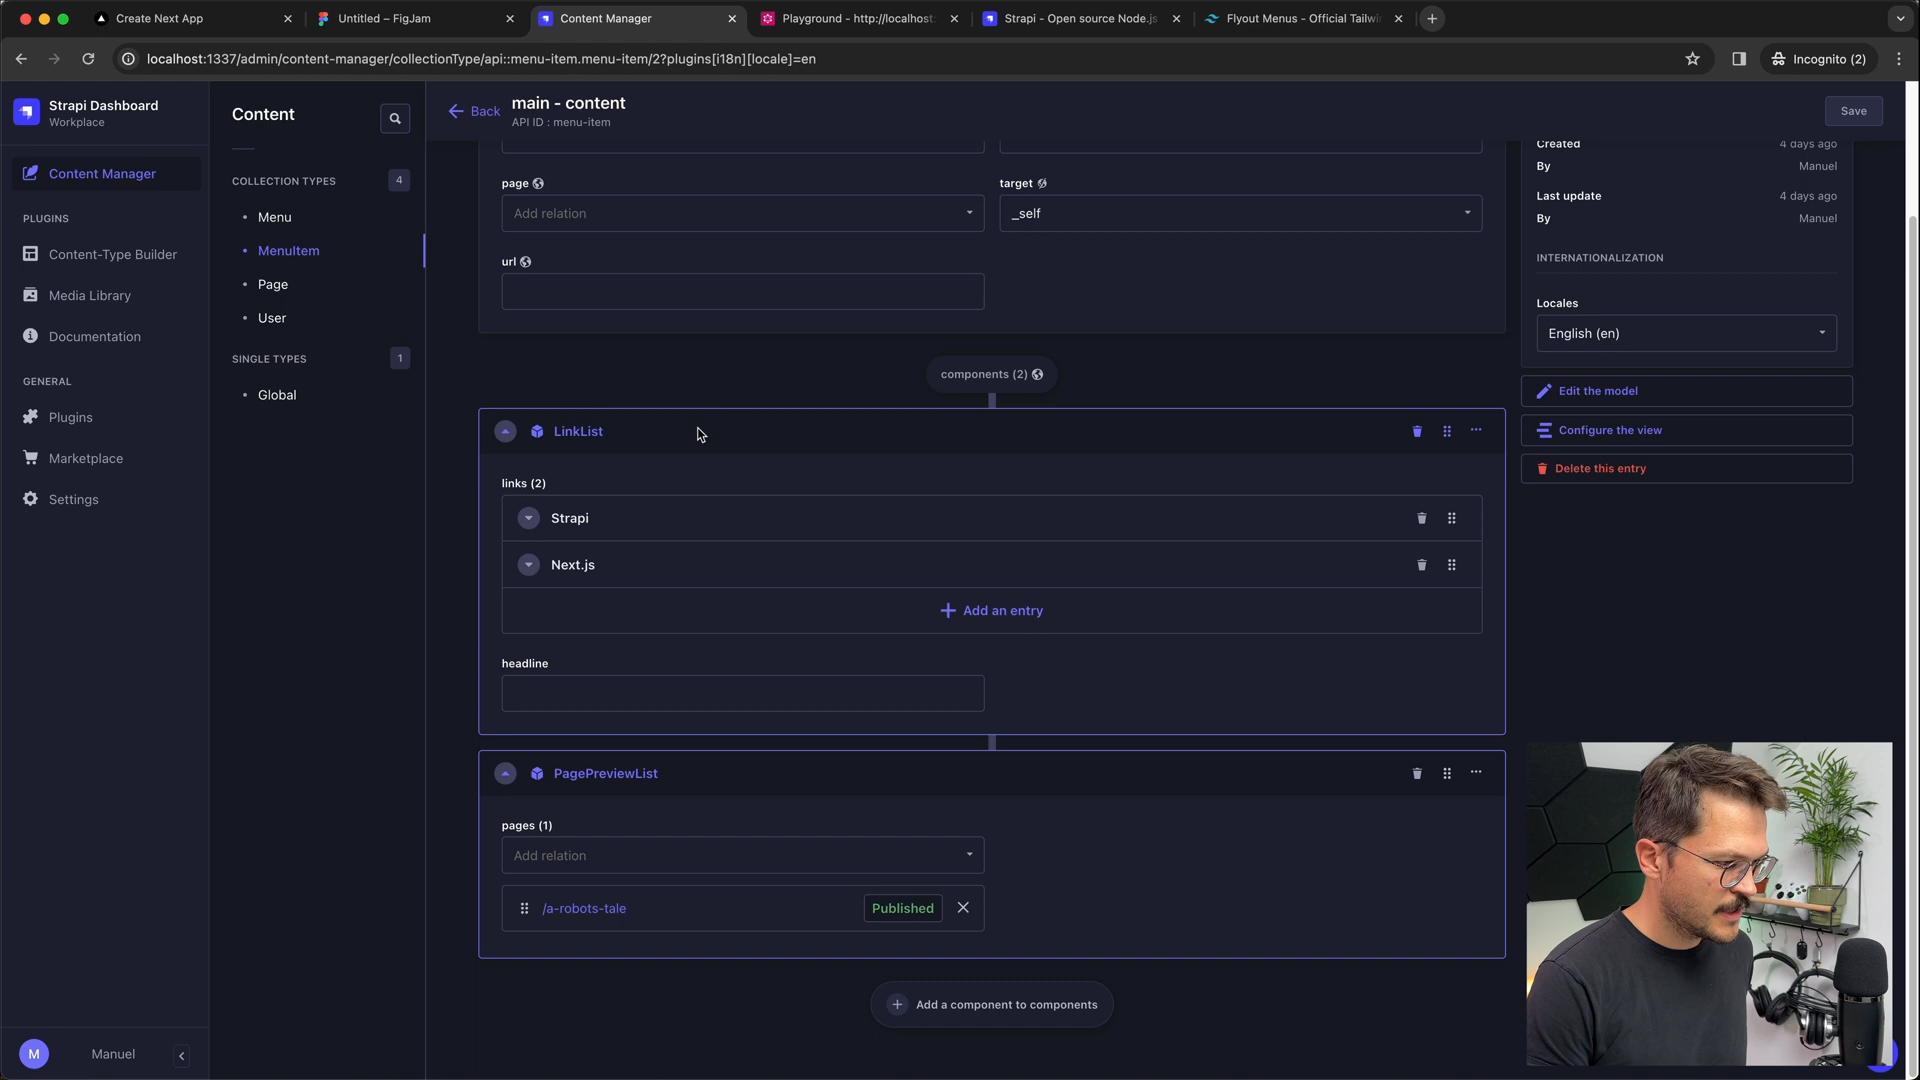 Create Next App
Untitled – FigJam
Content Manager
Playground - http://localhost:
Strapi - Open source Node.js
Flyout Menus - Official Tailwi
localhost:1337/admin/content-manager/collectionType/api::menu-item.menu-item/2?plugins[i18n][locale]=en
Incognito (2)
Strapi Dashboard
Workplace
Content Manager
PLUGINS
Content-Type Builder
Media Library
Documentation
GENERAL
Plugins
Marketplace
Settings
M
Manuel
Content
COLLECTION TYPES
4
Menu
MenuItem
Page
User
SINGLE TYPES
1
Global
Back
main - content
API ID : menu-item
Save
page
Add relation
target
_self
url
components (2)
LinkList
links (2)
Strapi
Next.js
Add an entry
headline
PagePreviewList
pages (1)
Add relation
/a-robots-tale
Published
Add a component to components
Created
4 days ago
By
Manuel
Last update
4 days ago
By
Manuel
INTERNATIONALIZATION
Locales
English (en)
Edit the model
Configure the view
Delete this entry